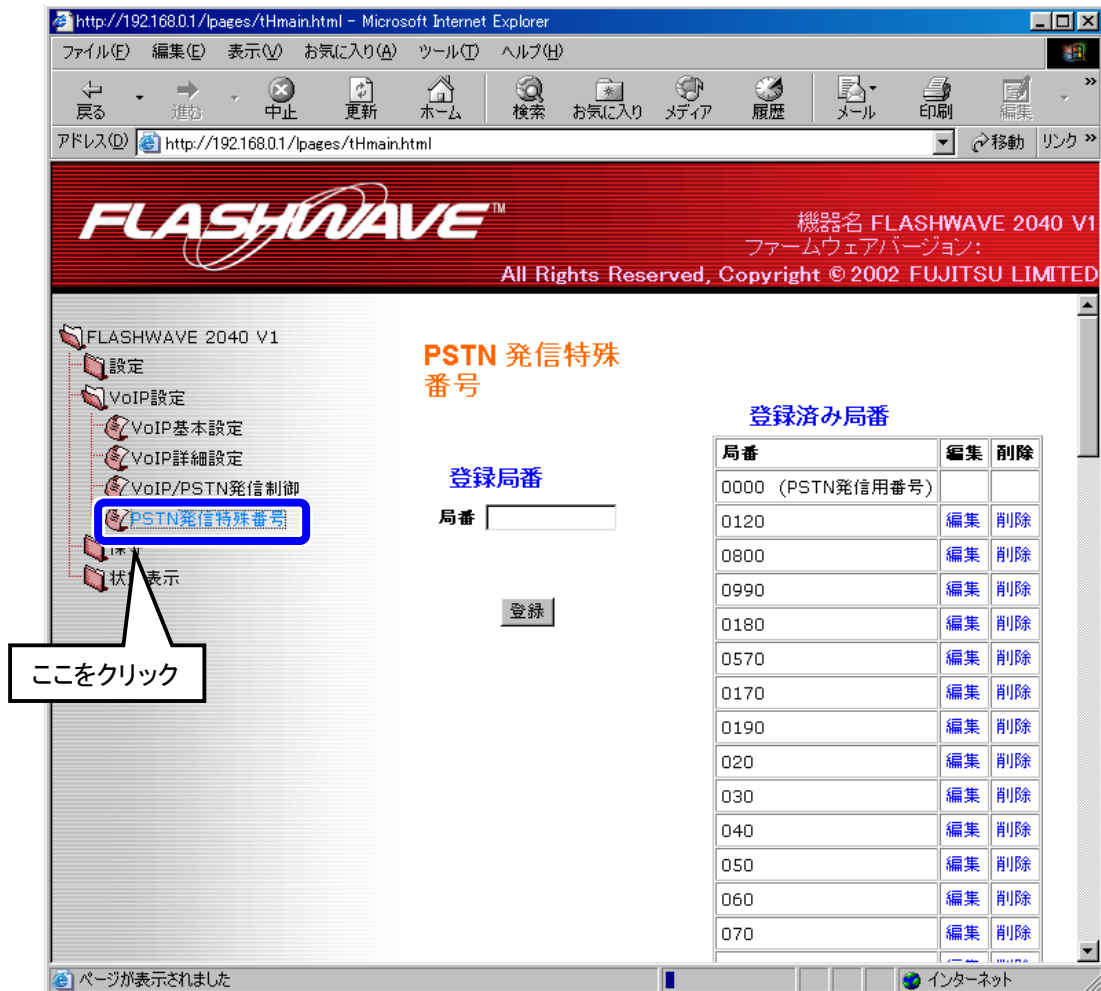 http://192.168.0.1/lpages/tHmain.html - Microsoft Internet Explorer
ファイル(F) 編集(E) 表示(V) お気に入り(A) ツール(T) ヘルプ(H)
戻る 進む 中止 更新 ホーム 検索 お気に入り メディア 履歴 メール 印刷 編集 »
アドレス(D) http://192.168.0.1/lpages/tHmain.html 移動 リンク »
FLASHWAVE™
機器名 FLASHWAVE 2040 V1
ファームウェアバージョン:
All Rights Reserved, Copyright © 2002 FUJITSU LIMITED
FLASHWAVE 2040 V1
設定
VoIP設定
VoIP基本設定
VoIP詳細設定
VoIP/PSTN発信制御
PSTN発信特殊番号
表示
ここをクリック
PSTN 発信特殊
番号
登録局番
局番
登録
登録済み局番
局番 編集 削除
0000 (PSTN発信用番号)
0120 編集 削除
0800 編集 削除
0990 編集 削除
0180 編集 削除
0570 編集 削除
0170 編集 削除
0190 編集 削除
020 編集 削除
030 編集 削除
040 編集 削除
050 編集 削除
060 編集 削除
070 編集 削除
ページが表示されました インターネット